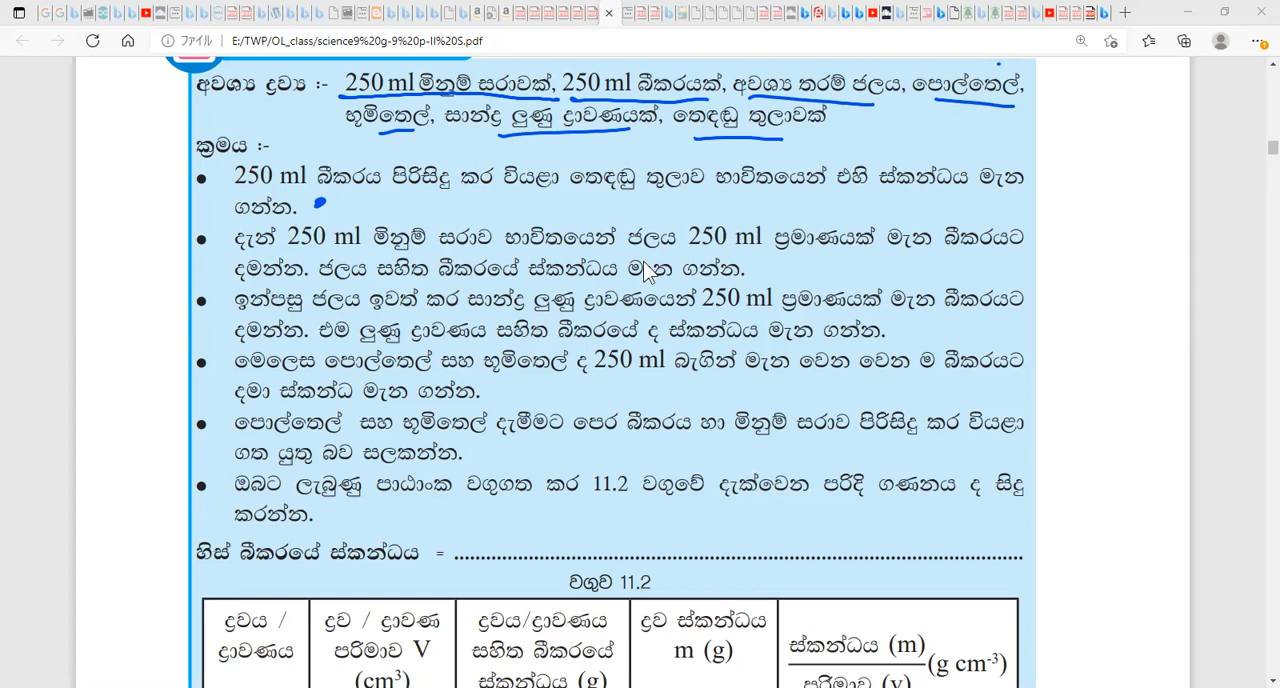 ファイル E:/TWP/OL_class/science9%20g-9%20p-II%20S.pdf
අවශ්‍ය ද්‍රව්‍ය :- 250 ml මිනුම් සරාවක්, 250 ml බීකරයක්, අවශ්‍ය තරම් ජලය, පොල්තෙල්,
භූමිතෙල්, සාන්ද්‍ර ලුණු ද්‍රාවණයක්, තෙදඬු තුලාවක්
ක්‍රමය :-
• 250 ml බීකරය පිරිසිදු කර වියළා තෙදඬු තුලාව භාවිතයෙන් එහි ස්කන්ධය මැන
ගන්න.
• දැන් 250 ml මිනුම් සරාව භාවිතයෙන් ජලය 250 ml ප්‍රමාණයක් මැන බීකරයට
දමන්න. ජලය සහිත බීකරයේ ස්කන්ධය මැන ගන්න.
• ඉන්පසු ජලය ඉවත් කර සාන්ද්‍ර ලුණු ද්‍රාවණයෙන් 250 ml ප්‍රමාණයක් මැන බීකරයට
දමන්න. එම ලුණු ද්‍රාවණය සහිත බීකරයේ ද ස්කන්ධය මැන ගන්න.
• මෙලෙස පොල්තෙල් සහ භූමිතෙල් ද 250 ml බැගින් මැන වෙන වෙන ම බීකරයට
දමා ස්කන්ධ මැන ගන්න.
• පොල්තෙල් සහ භූමිතෙල් දැමීමට පෙර බීකරය හා මිනුම් සරාව පිරිසිදු කර වියළා
ගත යුතු බව සලකන්න.
• ඔබට ලැබුණු පාඨාංක වගුගත කර 11.2 වගුවේ දැක්වෙන පරිදි ගණනය ද සිදු
කරන්න.
හිස් බීකරයේ ස්කන්ධය = ..........................................................................................................
වගුව 11.2
ද්‍රවය / ද්‍රව / ද්‍රාවණ ද්‍රවය/ද්‍රාවණය ද්‍රව ස්කන්ධය
ද්‍රාවණය පරිමාව V සහිත බීකරයේ m (g) ස්කන්ධය (m)
(cm³) ස්කන්ධය (g) පරිමාව (v) (g cm⁻³)